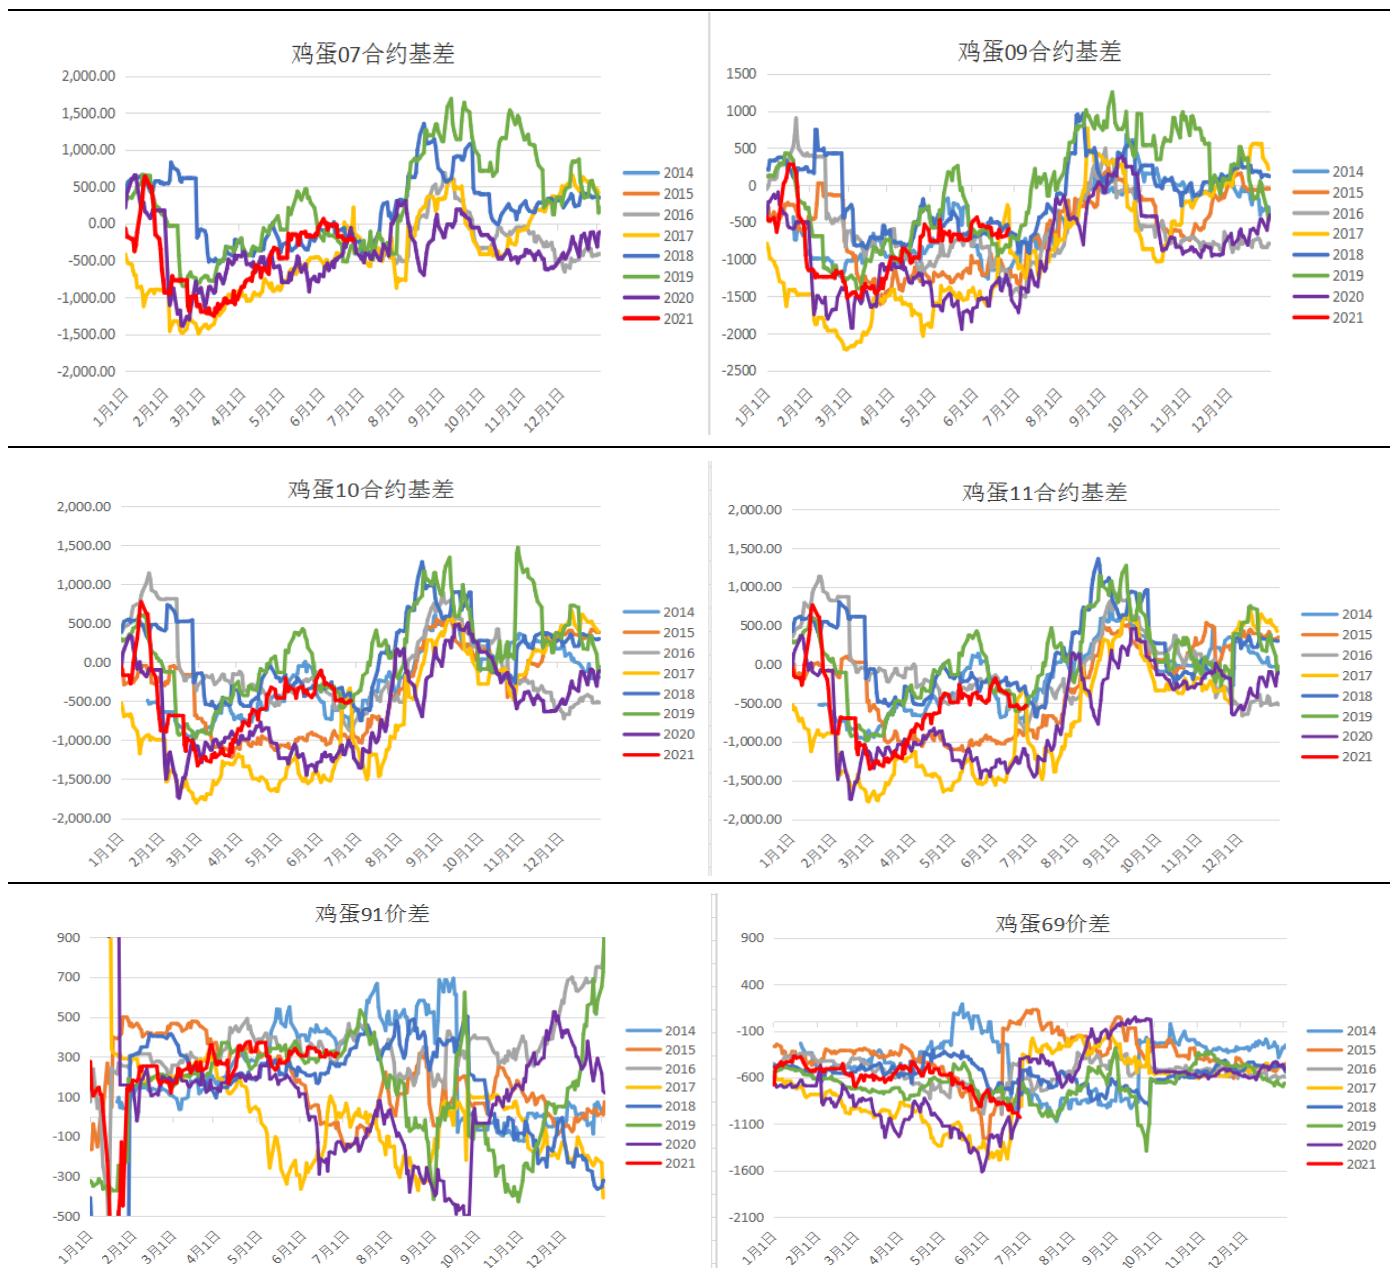 鸡蛋07合约基差
2,000.00
1,500.00
1,000.00
500.00
0.00
-500.00
-1,000.00
-1,500.00
-2,000.00
1月1日
2月1日
3月1日
4月1日
5月1日
6月1日
7月1日
8月1日
9月1日
10月1日
11月1日
12月1日
2014
2015
2016
2017
2018
2019
2020
2021
鸡蛋09合约基差
1500
1000
500
0
-500
-1000
-1500
-2000
-2500
1月1日
2月1日
3月1日
4月1日
5月1日
6月1日
7月1日
8月1日
9月1日
10月1日
11月1日
12月1日
2014
2015
2016
2017
2018
2019
2020
2021
鸡蛋10合约基差
2,000.00
1,500.00
1,000.00
500.00
0.00
-500.00
-1,000.00
-1,500.00
-2,000.00
1月1日
2月1日
3月1日
4月1日
5月1日
6月1日
7月1日
8月1日
9月1日
10月1日
11月1日
12月1日
2014
2015
2016
2017
2018
2019
2020
2021
鸡蛋11合约基差
2,000.00
1,500.00
1,000.00
500.00
0.00
-500.00
-1,000.00
-1,500.00
-2,000.00
1月1日
2月1日
3月1日
4月1日
5月1日
6月1日
7月1日
8月1日
9月1日
10月1日
11月1日
12月1日
2014
2015
2016
2017
2018
2019
2020
2021
鸡蛋91价差
900
700
500
300
100
-100
-300
-500
1月1日
2月1日
3月1日
4月1日
5月1日
6月1日
7月1日
8月1日
9月1日
10月1日
11月1日
12月1日
2014
2015
2016
2017
2018
2019
2020
2021
鸡蛋69价差
900
400
-100
-600
-1100
-1600
-2100
1月1日
2月1日
3月1日
4月1日
5月1日
6月1日
7月1日
8月1日
9月1日
10月1日
11月1日
12月1日
2014
2015
2016
2017
2018
2019
2020
2021